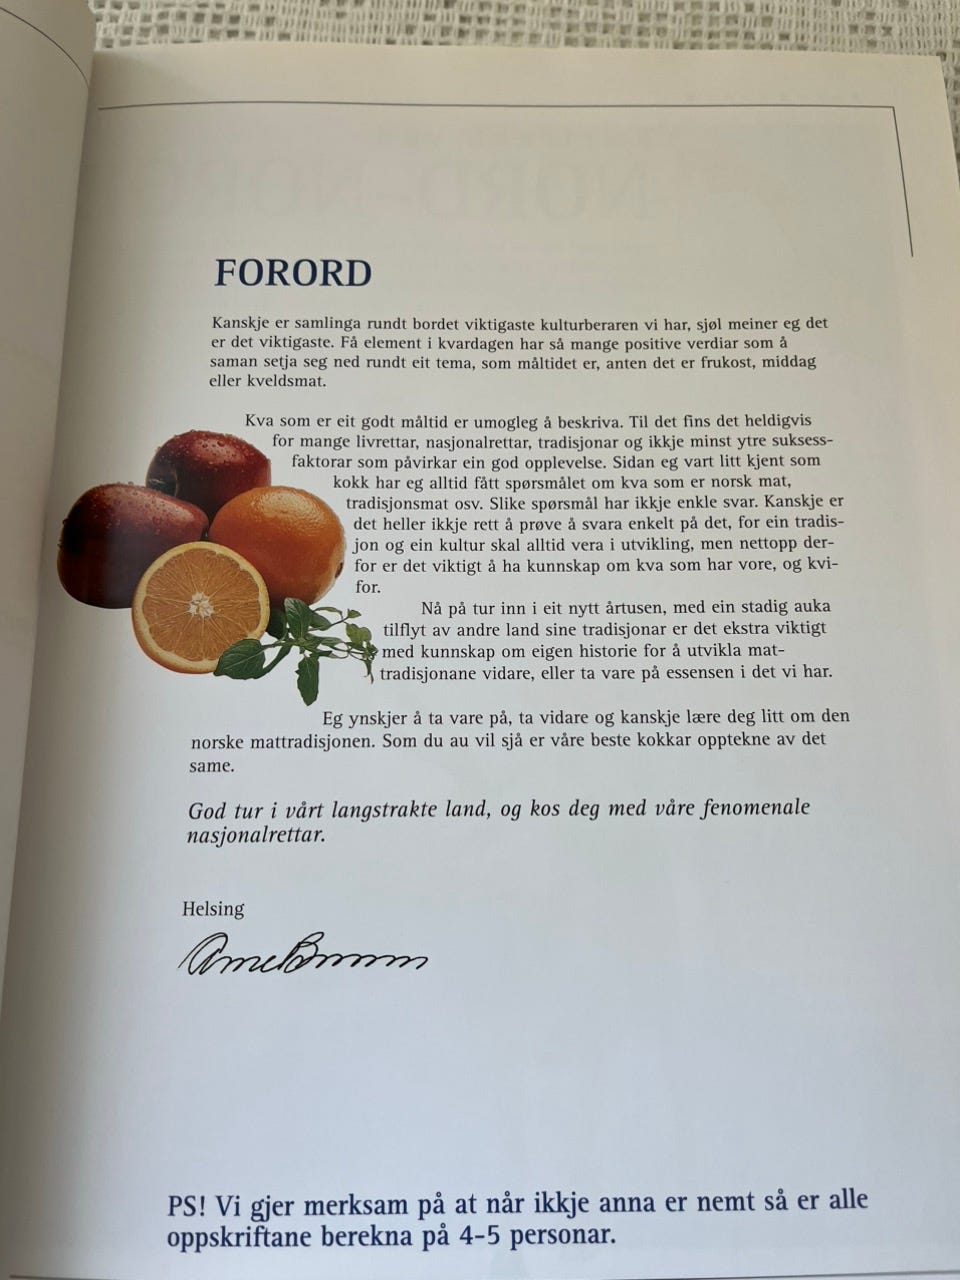 FORORD
Kanskje er samlinga rundt bordet viktigaste kulturberaren vi har, sjøl meiner eg det
er det viktigaste. Få element i kvardagen har så mange positive verdiar som å
saman setja seg ned rundt eit tema, som måltidet er, anten det er frukost, middag
eller kveldsmat.
Kva som er eit godt måltid er umogleg å beskriva. Til det fins det heldigvis
for mange livrettar, nasjonalrettar, tradisjonar og ikkje minst ytre suksess-
faktorar som påvirkar ein god opplevelse. Sidan eg vart litt kjent som
kokk har eg alltid fått spørsmålet om kva som er norsk mat,
tradisjonsmat osv. Slike spørsmål har ikkje enkle svar. Kanskje er
det heller ikkje rett å prøve å svara enkelt på det, for ein tradis-
jon og ein kultur skal alltid vera i utvikling, men nettopp der-
for er det viktigt å ha kunnskap om kva som har vore, og kvi-
for.
Nå på tur inn i eit nytt årtusen, med ein stadig auka
tilflyt av andre land sine tradisjonar er det ekstra viktigt
med kunnskap om eigen historie for å utvikla mat-
tradisjonane vidare, eller ta vare på essensen i det vi har.
Eg ynskjer å ta vare på, ta vidare og kanskje lære deg litt om den
norske mattradisjonen. Som du au vil sjå er våre beste kokkar opptekne av det
same.
God tur i vårt langstrakte land, og kos deg med våre fenomenale
nasjonalrettar.
Helsing
PS! Vi gjer merksam på at når ikkje anna er nemt så er alle
oppskriftane berekna på 4-5 personar.